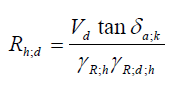 R_{h;d} = \frac{V_d \tan \delta_{a;k}}{\gamma_{R;h} \gamma_{R;d;h}}